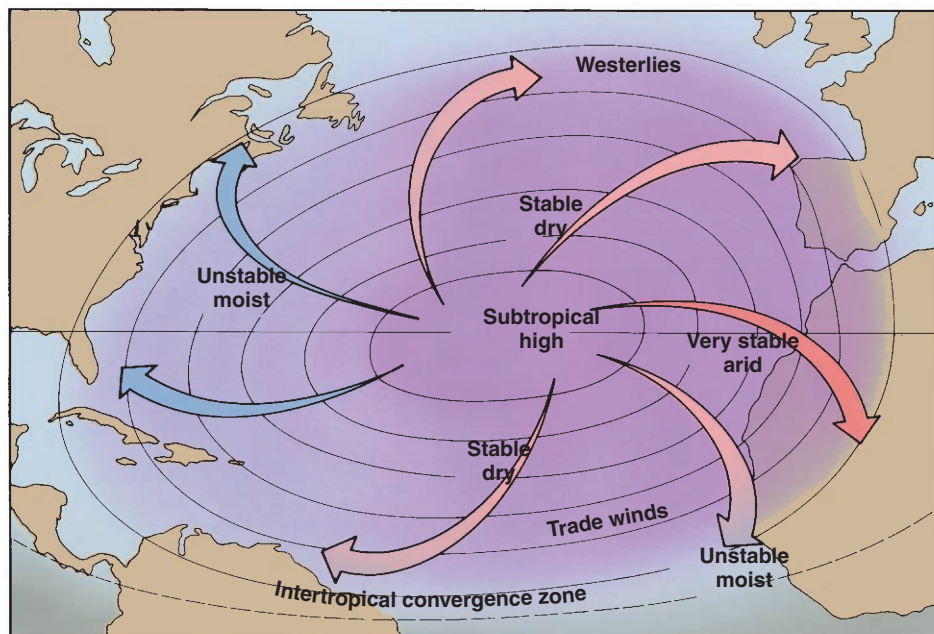 Westerlies
Stable
dry
Unstable
moist
Subtropical
high
Very stable
arid
Stable
dry
Trade winds
Unstable
moist
Intertropical convergence zone